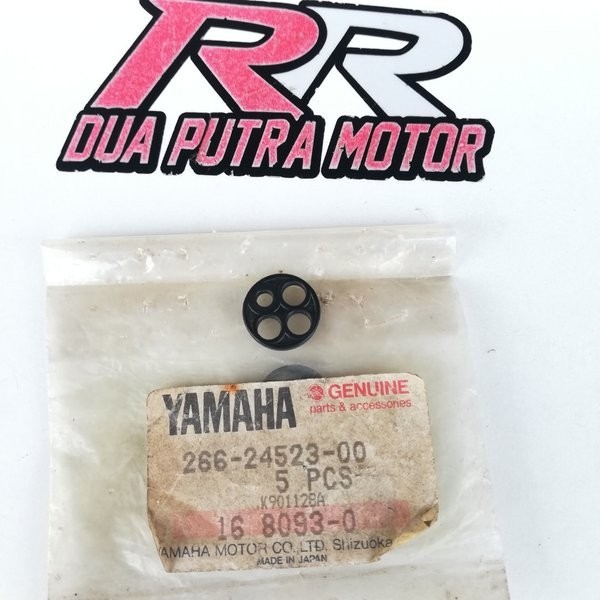 RR
DUA PUTRA MOTOR
YAMAHA
GENUINE
parts & accessories
266-24523-00
5 PCS
K90112BA
16 8093-0
YAMAHA MOTOR CO., LTD. Shizuoka
MADE IN JAPAN